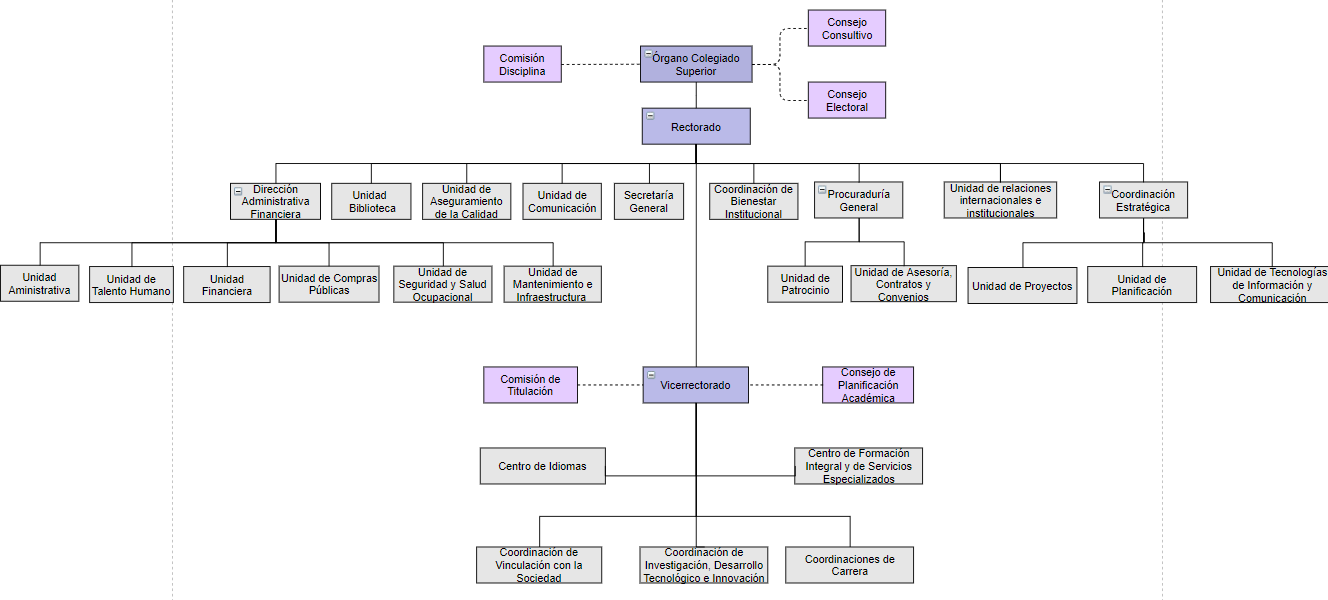 Consejo
Consultivo
Comisión
Disciplina
Órgano Colegiado
Superior
Consejo
Electoral
Rectorado
Dirección
Administrativa
Financiera
Unidad
Biblioteca
Unidad de
Aseguramiento
de la Calidad
Unidad de
Comunicación
Secretaría
General
Coordinación de
Bienestar
Institucional
Procuraduría
General
Unidad de relaciones
internacionales e
institucionales
Coordinación
Estratégica
Unidad
Aministrativa
Unidad de
Talento Humano
Unidad
Financiera
Unidad de Compras
Públicas
Unidad de
Seguridad y Salud
Ocupacional
Unidad de
Mantenimiento e
Infraestructura
Unidad de
Patrocinio
Unidad de Asesoría,
Contratos y
Convenios
Unidad de Proyectos
Unidad de
Planificación
Unidad de Tecnologías
de Información y
Comunicación
Comisión de
Titulación
Vicerrectorado
Consejo de
Planificación
Académica
Centro de Idiomas
Centro de Formación
Integral y de Servicios
Especializados
Coordinación de
Vinculación con la
Sociedad
Coordinación de
Investigación, Desarrollo
Tecnológico e Innovación
Coordinaciones de
Carrera